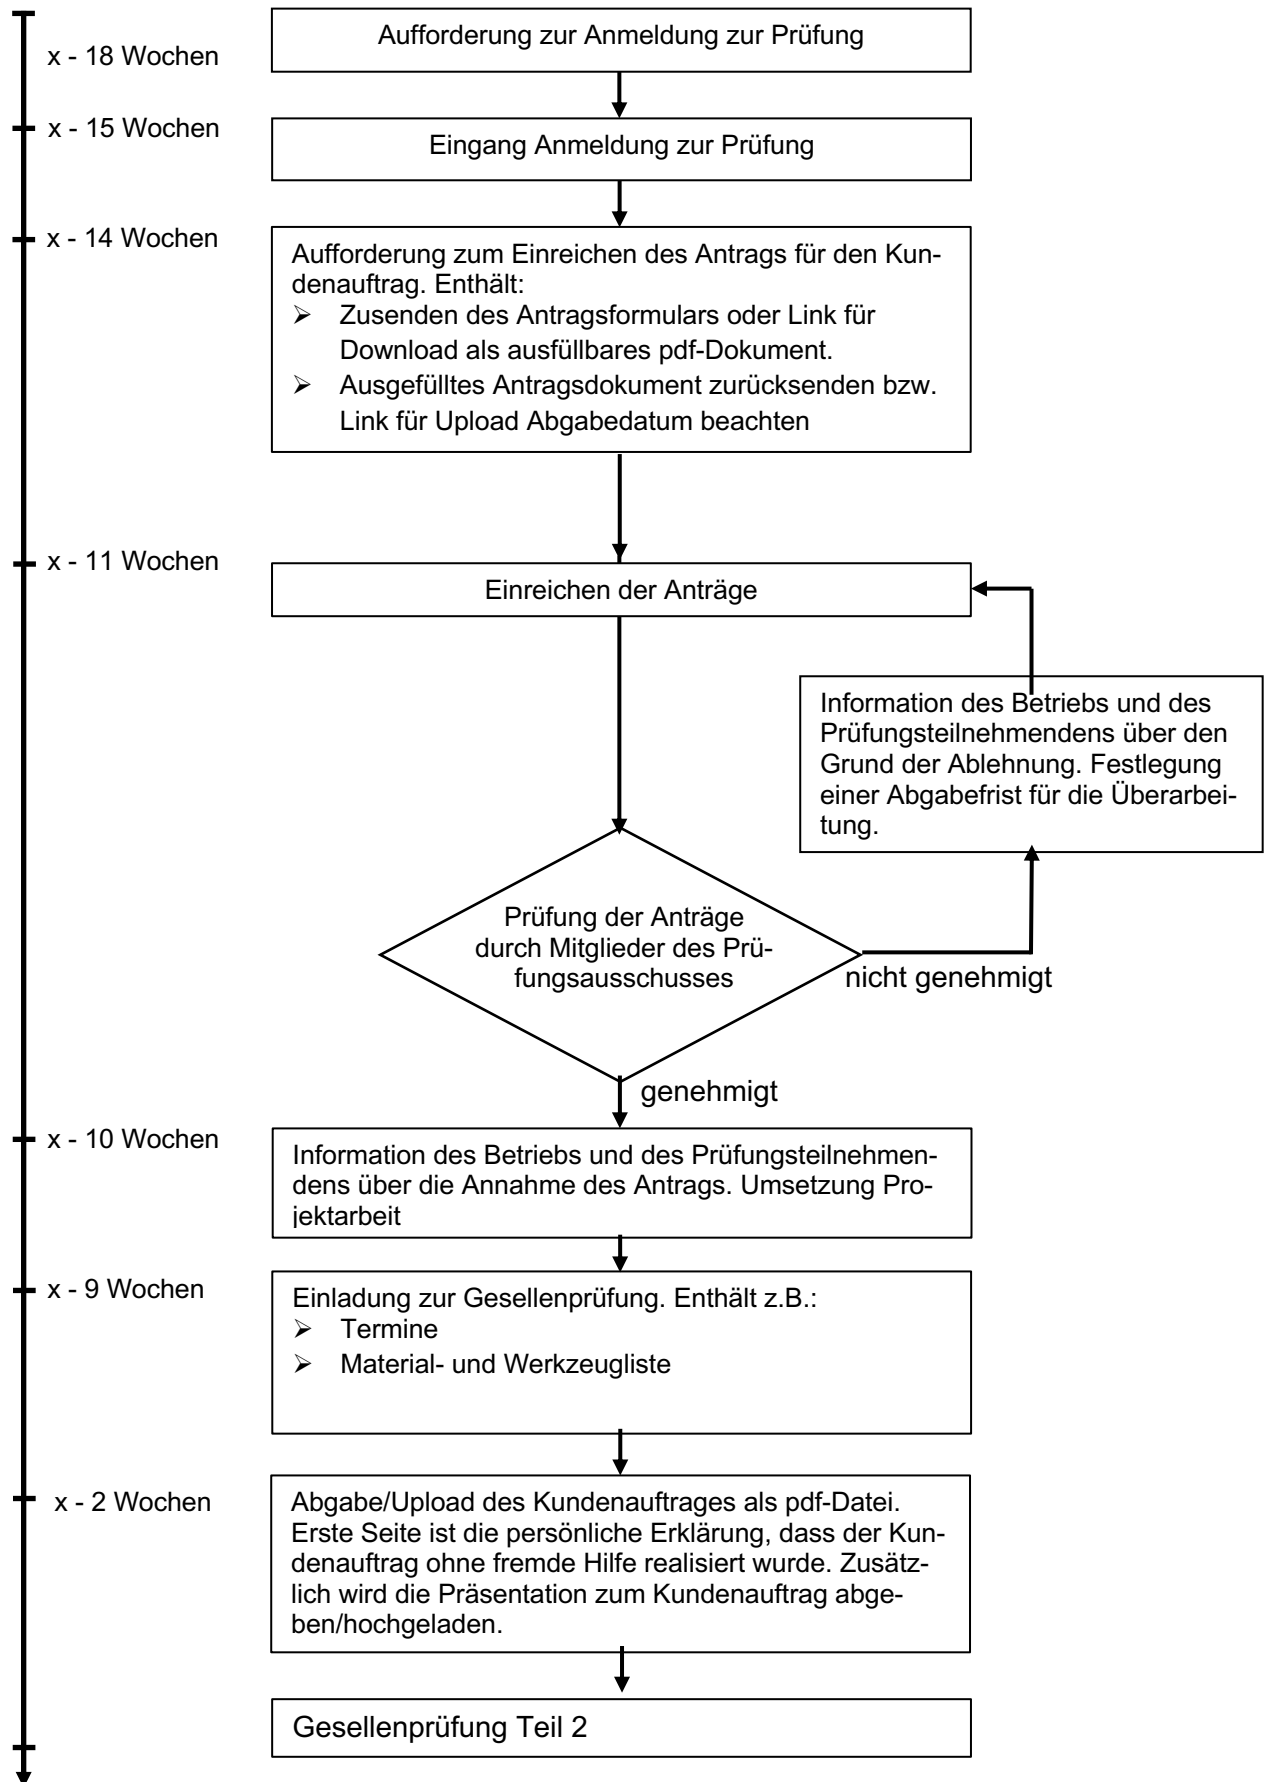 x - 18 Wochen
Aufforderung zur Anmeldung zur Prüfung
x - 15 Wochen
Eingang Anmeldung zur Prüfung
x - 14 Wochen
Aufforderung zum Einreichen des Antrags für den Kun-
denauftrag. Enthält:
➢ Zusenden des Antragsformulars oder Link für
Download als ausfüllbares pdf-Dokument.
➢ Ausgefülltes Antragsdokument zurücksenden bzw.
Link für Upload Abgabedatum beachten
x - 11 Wochen
Einreichen der Anträge
Information des Betriebs und des
Prüfungsteilnehmendens über den
Grund der Ablehnung. Festlegung
einer Abgabefrist für die Überarbei-
tung.
Prüfung der Anträge
durch Mitglieder des Prü-
fungsausschusses
nicht genehmigt
genehmigt
x - 10 Wochen
Information des Betriebs und des Prüfungsteilnehmen-
dens über die Annahme des Antrags. Umsetzung Pro-
jektarbeit
x - 9 Wochen
Einladung zur Gesellenprüfung. Enthält z.B.:
➢ Termine
➢ Material- und Werkzeugliste
x - 2 Wochen
Abgabe/Upload des Kundenauftrages als pdf-Datei.
Erste Seite ist die persönliche Erklärung, dass der Kun-
denauftrag ohne fremde Hilfe realisiert wurde. Zusätz-
lich wird die Präsentation zum Kundenauftrag abge-
ben/hochgeladen.
Gesellenprüfung Teil 2